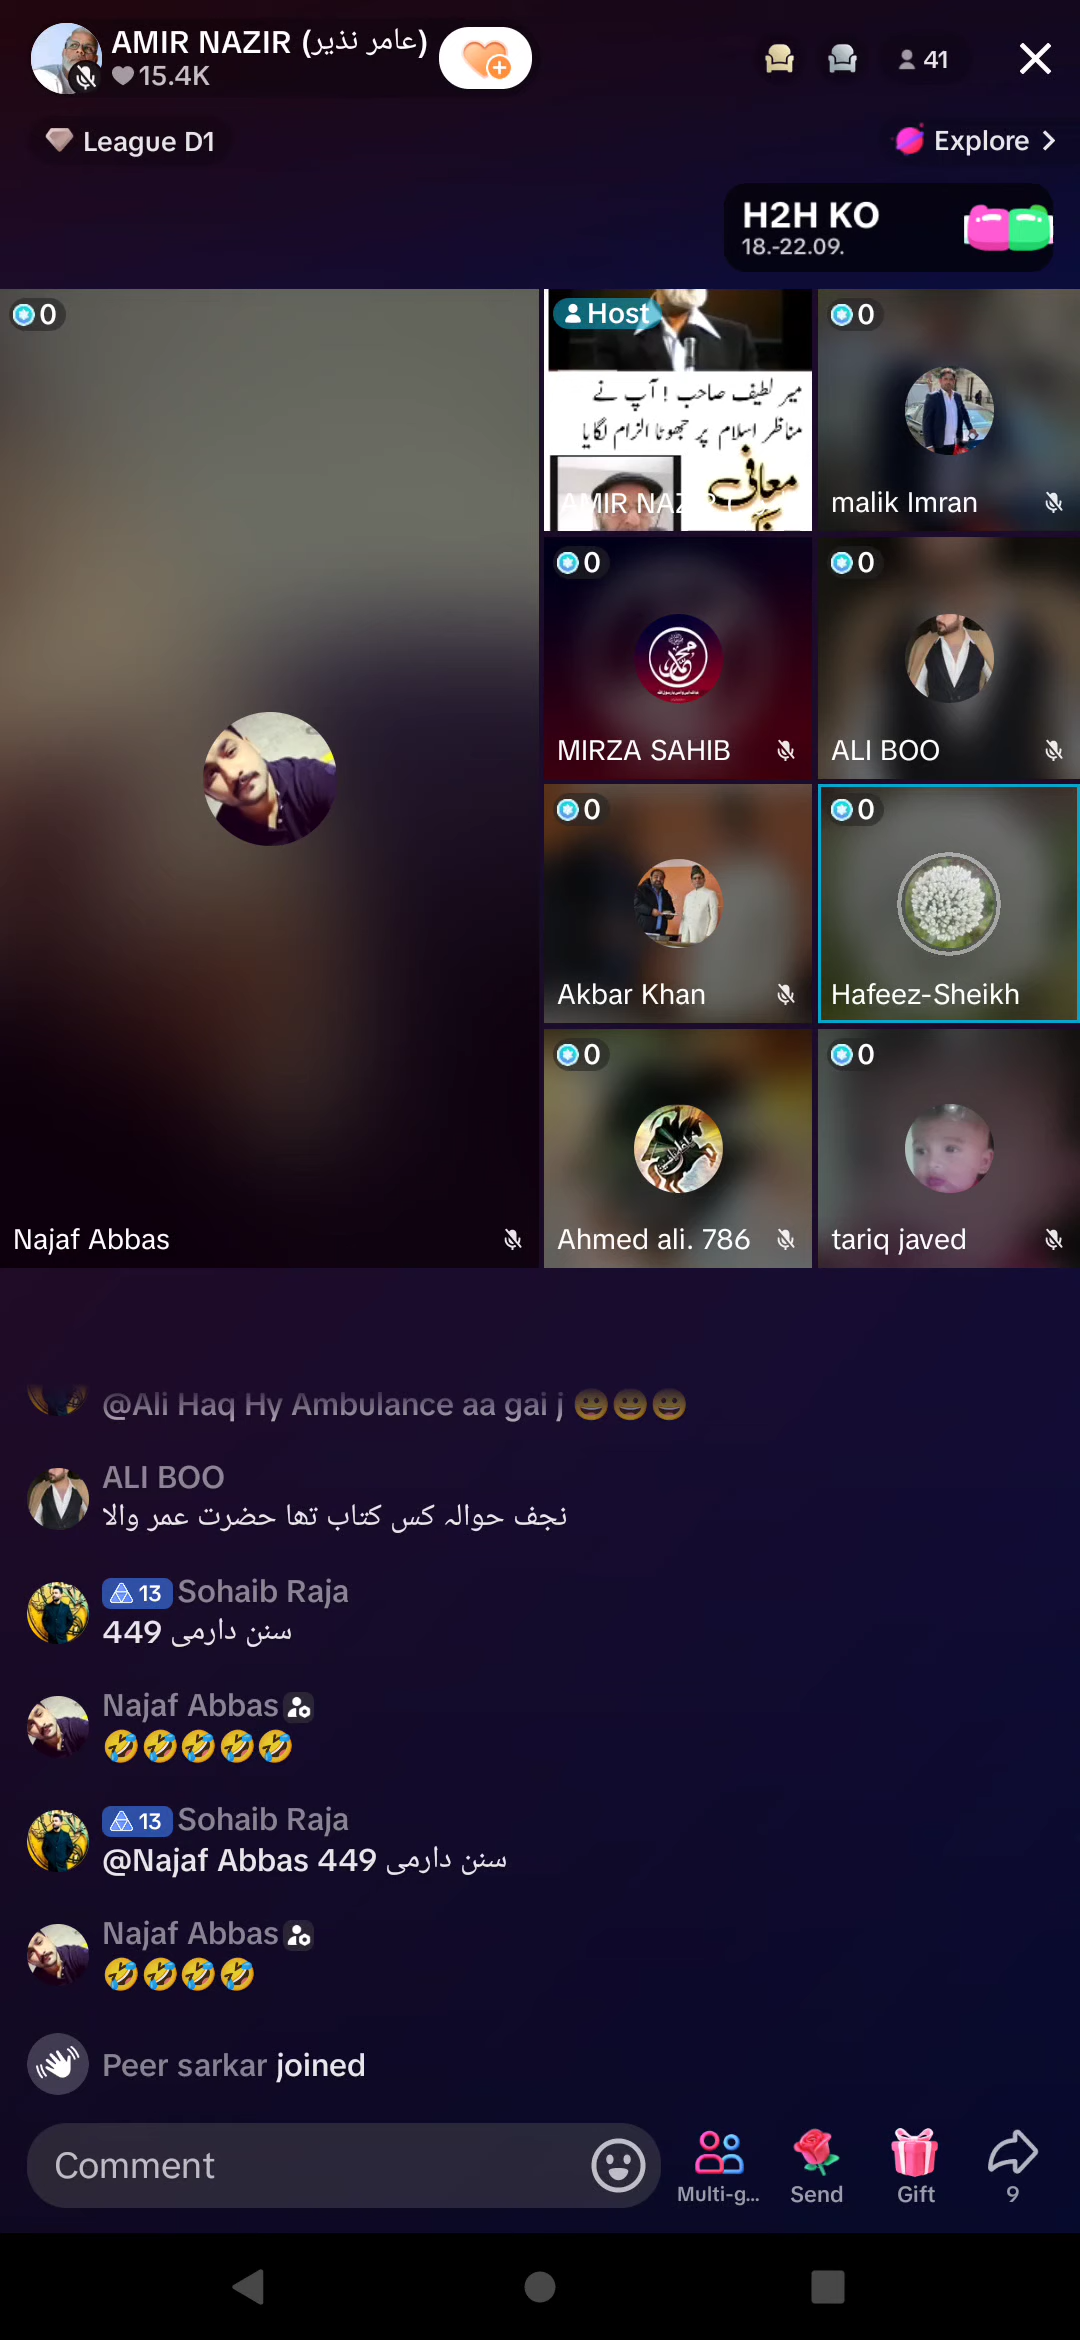 AMIR NAZIR (عامر نذیر)
15.4K
41
League D1
Explore
H2H KO
18.-22.09.
0
Najaf Abbas
Host
میر لطیف صاحب ! آپ نے
مناظر اسلام پر جھوٹا الزام لگایا
معافی
AMIR NAZIR (
0
malik Imran
0
محمد
MIRZA SAHIB
0
ALI BOO
0
Akbar Khan
0
Hafeez-Sheikh
0
Ahmed ali. 786
0
tariq javed
@Ali Haq Hy Ambulance aa gai j 😀😀😀
ALI BOO
نجف حوالہ کس کتاب تھا حضرت عمر والا
13 Sohaib Raja
449 سنن دارمی
Najaf Abbas
🤣🤣🤣🤣🤣
13 Sohaib Raja
@Najaf Abbas 449 سنن دارمی
Najaf Abbas
🤣🤣🤣🤣
Peer sarkar joined
Comment
Multi-g...
Send
Gift
9